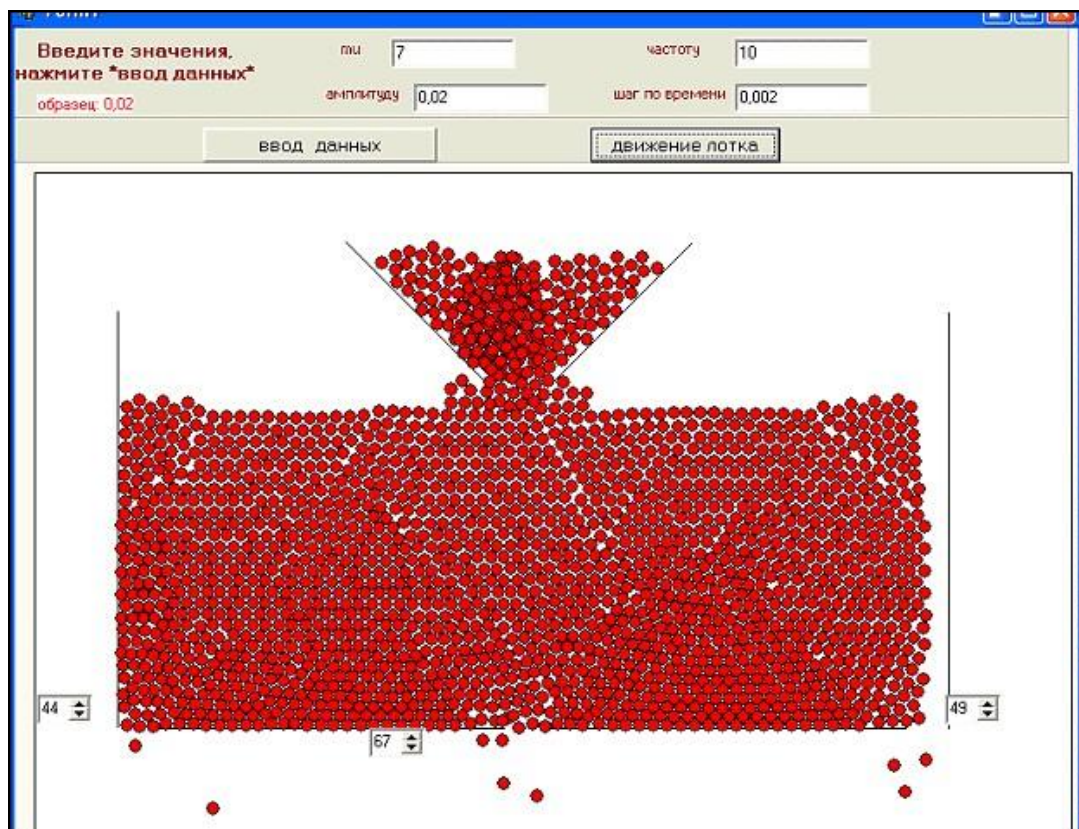 Введите значения,
нажмите *ввод данных*
образец: 0,02
mu 7
частоту 10
амплитуду 0,02
шаг по времени 0,002
ввод данных
движение лотка
44
67
49